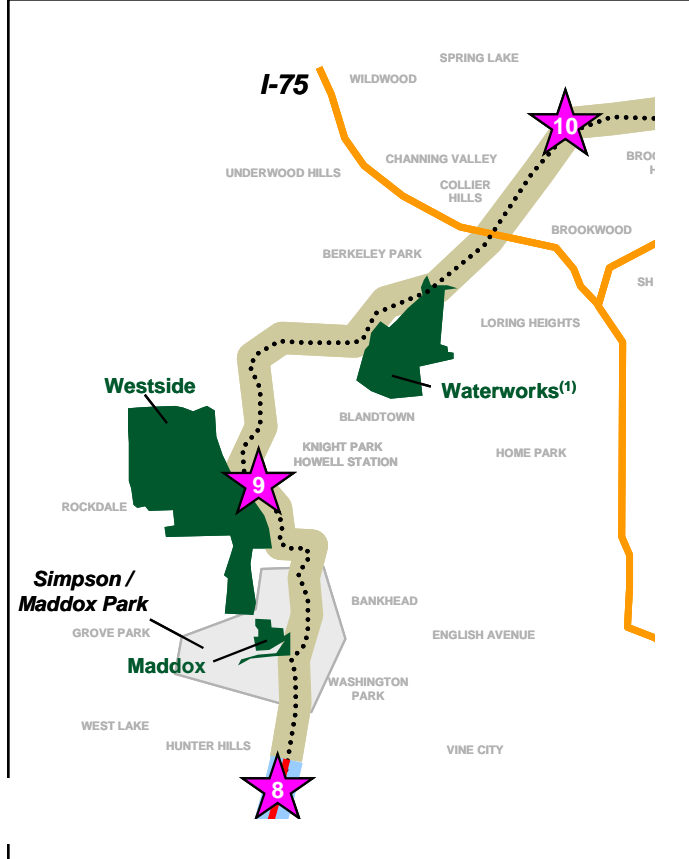 SPRING LAKE
I-75
WILDWOOD
10
CHANNING VALLEY
UNDERWOOD HILLS
COLLIER
HILLS
BROOKWOOD
BERKELEY PARK
SH
LORING HEIGHTS
Westside
Waterworks(1)
BLANDTOWN
KNIGHT PARK
HOWELL STATION
HOME PARK
9
ROCKDALE
Simpson /
Maddox Park
BANKHEAD
GROVE PARK
ENGLISH AVENUE
Maddox
WASHINGTON
PARK
WEST LAKE
HUNTER HILLS
VINE CITY
8